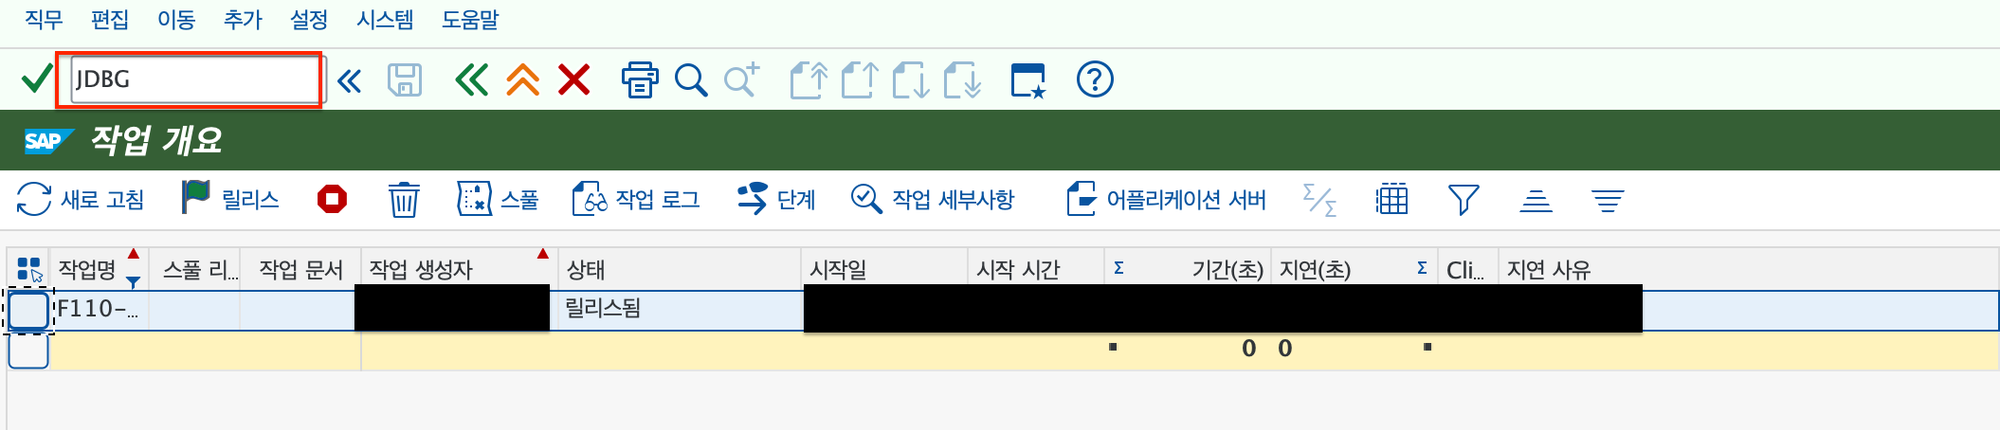 직무 편집 이동 추가 설정 시스템 도움말
JDBG
SAP 작업 개요
새로 고침 릴리스 스풀 작업 로그 단계 작업 세부사항 어플리케이션 서버
작업명 스풀 리... 작업 문서 작업 생성자 상태 시작일 시작 시간 Σ 기간(초) 지연(초) Σ Cli... 지연 사유
F110-... 릴리스됨
0 0